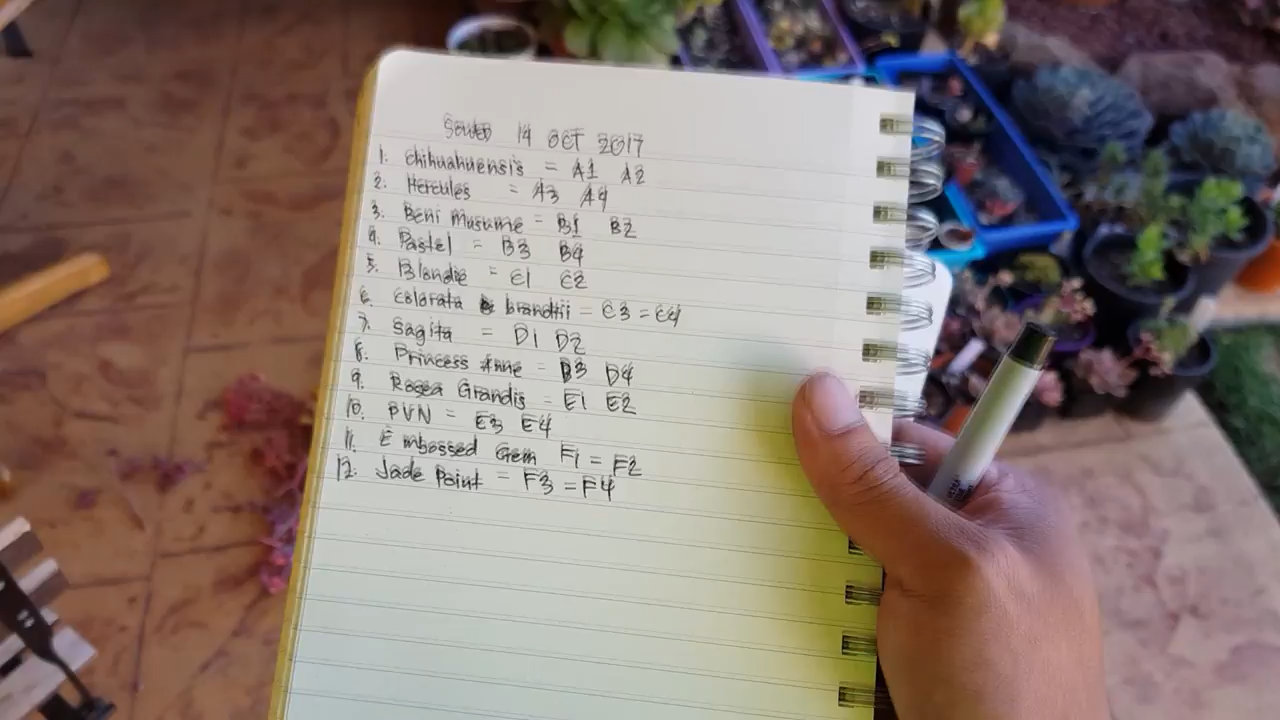 14 OCT 2017
1. Chihuahuensis = A1 A2
2. Hercules = A3 A4
3. Beni Musume = B1 B2
4. Pastel = B3 B4
5. Blondie = C1 C2
6. Colorata brandtii = C3 = C4
7. Sagita = D1 D2
8. Princess Anne = D3 D4
9. Rosea Grandis = E1 E2
10. PVN = E3 E4
11. Embossed Gem F1 = F2
12. Jade Point = F3 = F4